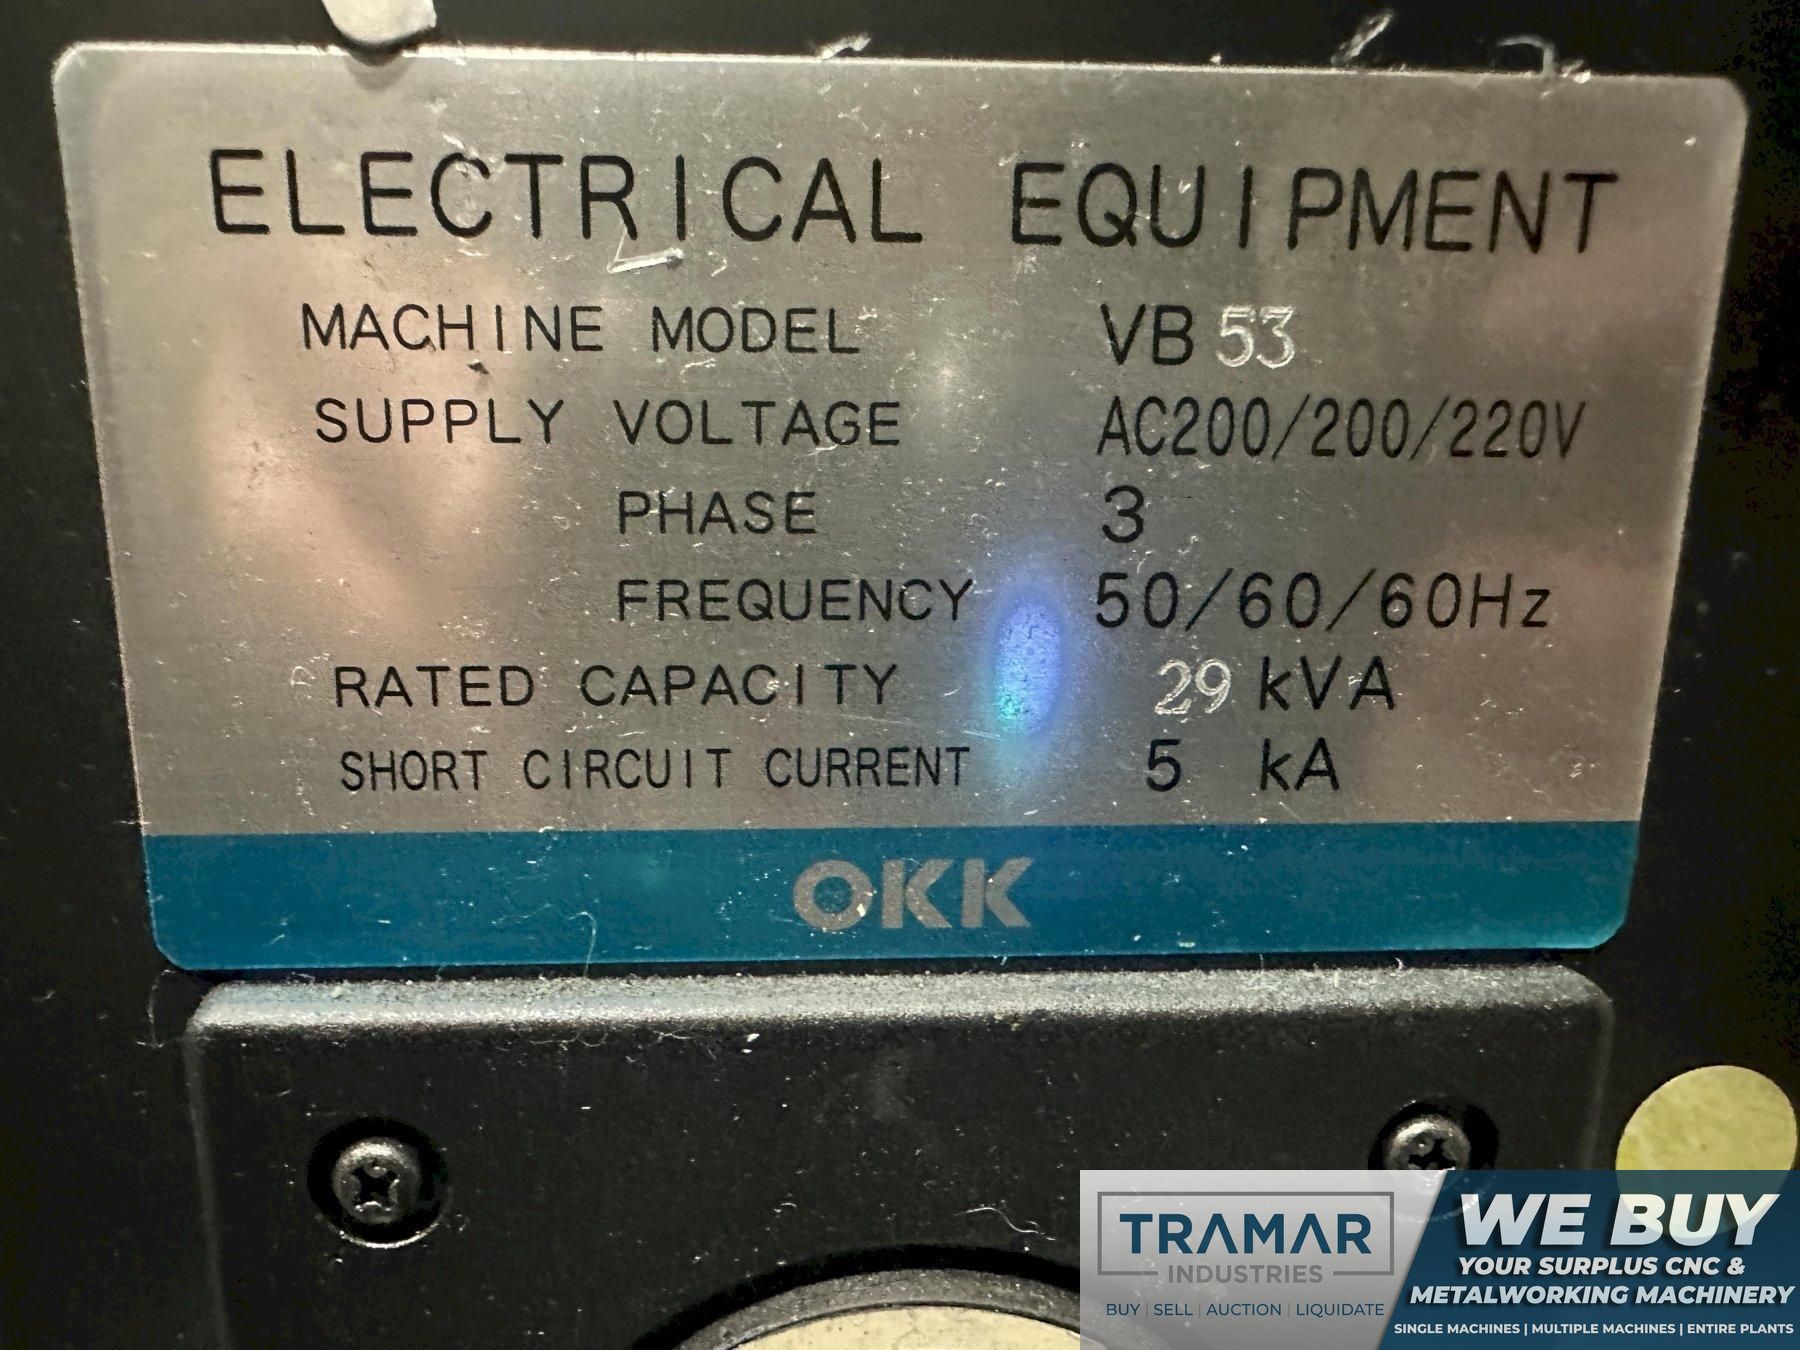 ELECTRICAL EQUIPMENT
MACHINE MODEL VB 53
SUPPLY VOLTAGE AC200/200/220V
PHASE 3
FREQUENCY 50/60/60Hz
RATED CAPACITY 29 kVA
SHORT CIRCUIT CURRENT 5 kA
OKK
TRAMAR
INDUSTRIES
BUY | SELL | AUCTION | LIQUIDATE
WE BUY
YOUR SURPLUS CNC &
METALWORKING MACHINERY
SINGLE MACHINES | MULTIPLE MACHINES | ENTIRE PLANTS